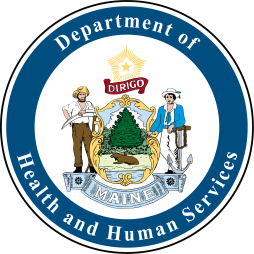 Department of
DIRIGO
MAINE
Health and Human Services